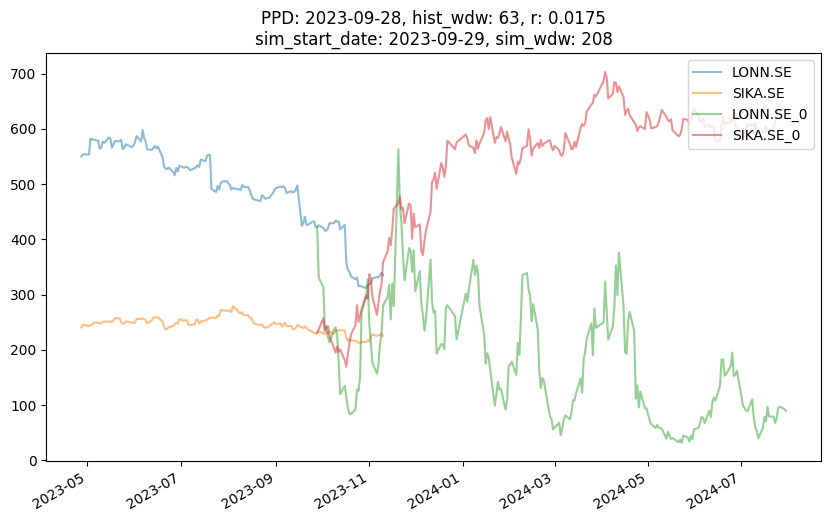 PPD: 2023-09-28, hist_wdw: 63, r: 0.0175
sim_start_date: 2023-09-29, sim_wdw: 208
700
600
500
400
300
200
100
0
LONN.SE
SIKA.SE
LONN.SE_0
SIKA.SE_0
2023-05
2023-07
2023-09
2023-11
2024-01
2024-03
2024-05
2024-07